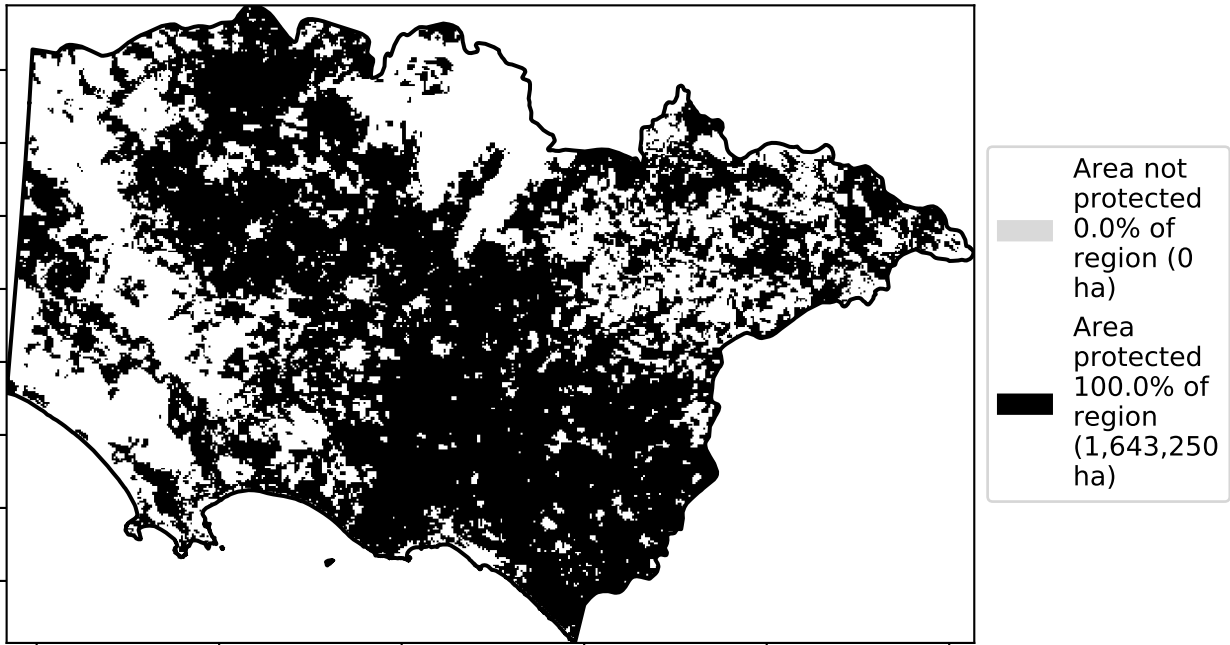 Area not
protected
0.0% of
region (0
ha)
Area
protected
100.0% of
region
(1,643,250
ha)